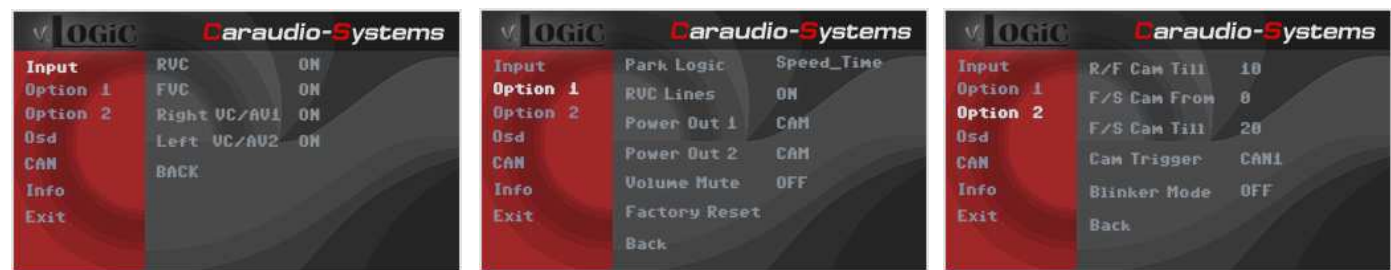 v.LOGiC Caraudio-Systems
Input RVC ON
Option 1 FVC ON
Option 2 Right VC/AV1 ON
Osd Left VC/AV2 ON
CAN BACK
Info
Exit
v.LOGiC Caraudio-Systems
Input Park Logic Speed_Time
Option 1 RVC Lines ON
Option 2 Power Out 1 CAM
Osd Power Out 2 CAM
CAN
Info Volume Mute OFF
Exit Factory Reset
Back
v.LOGiC Caraudio-Systems
Input R/F Cam Till 10
Option 1 F/S Cam From 0
Option 2 F/S Cam Till 20
Osd
CAN Cam Trigger CAN1
Info Blinker Mode OFF
Exit Back